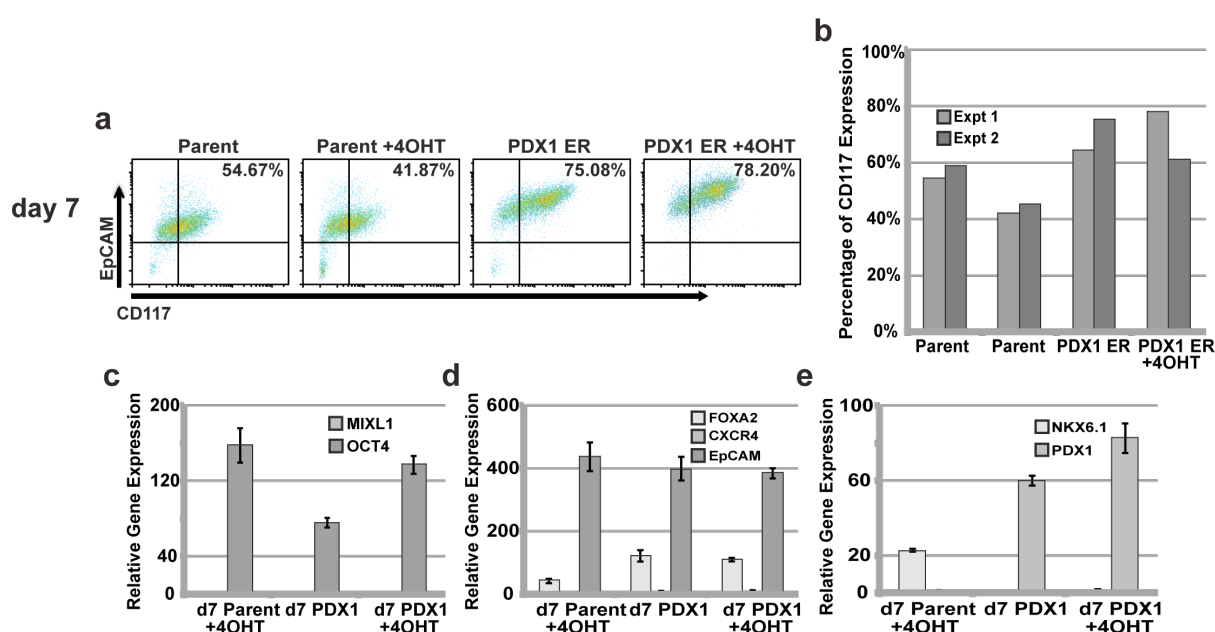 a
day 7
Parent
54.67%
Parent +4OHT
41.87%
PDX1 ER
75.08%
PDX1 ER +4OHT
78.20%
EpCAM
CD117
b
Percentage of CD117 Expression
100%
80%
60%
40%
20%
0%
Expt 1
Expt 2
Parent
Parent
PDX1 ER
PDX1 ER
+4OHT
c
Relative Gene Expression
200
120
40
0
MIXL1
OCT4
d7 Parent
+4OHT
d7 PDX1
d7 PDX1
+4OHT
d
Relative Gene Expression
600
400
200
0
FOXA2
CXCR4
EpCAM
d7 Parent
+4OHT
d7 PDX1
d7 PDX1
+4OHT
e
Relative Gene Expression
100
60
20
0
NKX6.1
PDX1
d7 Parent
+4OHT
d7 PDX1
d7 PDX1
+4OHT